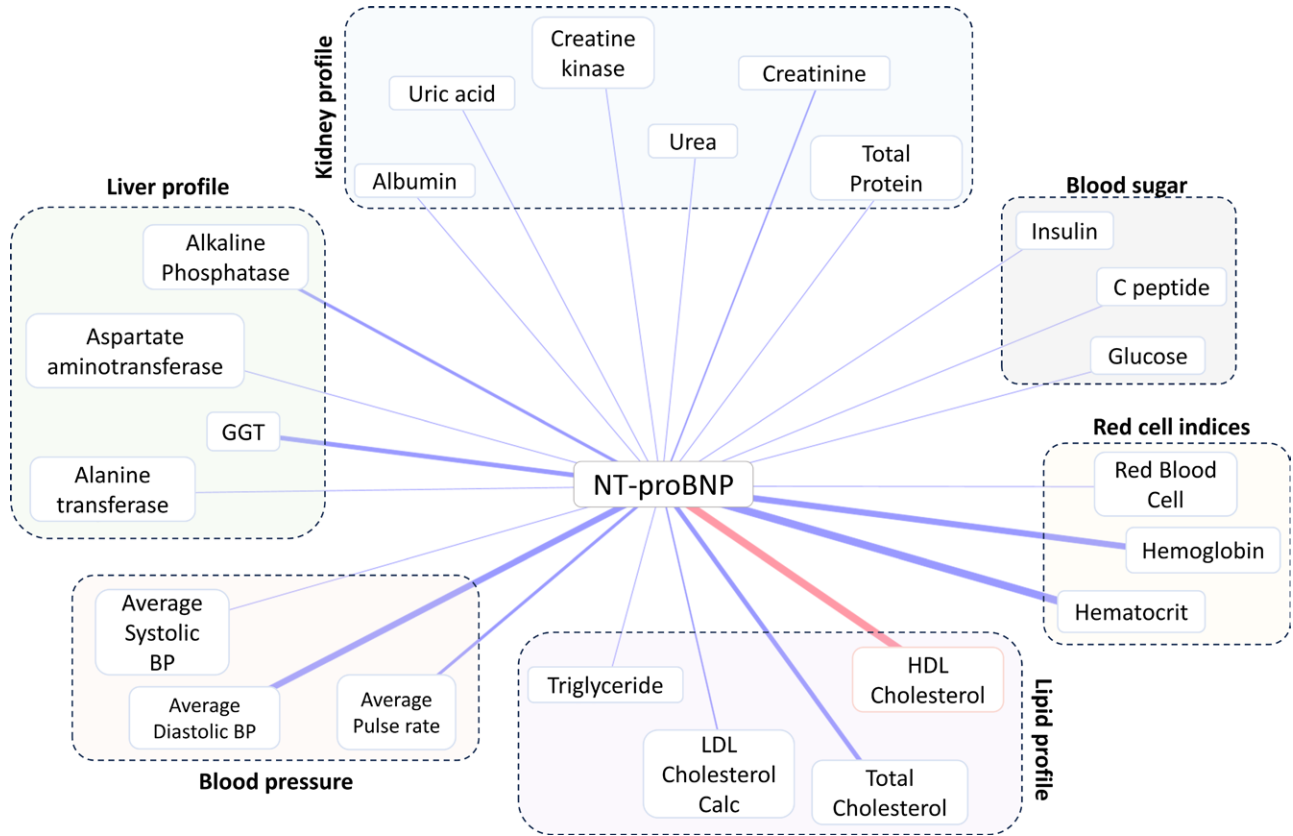 Kidney profile
Creatine
kinase
Creatinine
Uric acid
Urea
Total
Protein
Albumin
Liver profile
Alkaline
Phosphatase
Aspartate
aminotransferase
GGT
Alanine
transferase
Blood sugar
Insulin
C peptide
Glucose
NT-proBNP
Red cell indices
Red Blood
Cell
Hemoglobin
Hematocrit
Average
Systolic
BP
Average
Diastolic BP
Average
Pulse rate
Blood pressure
Triglyceride
HDL
Cholesterol
LDL
Cholesterol
Calc
Total
Cholesterol
Lipid profile